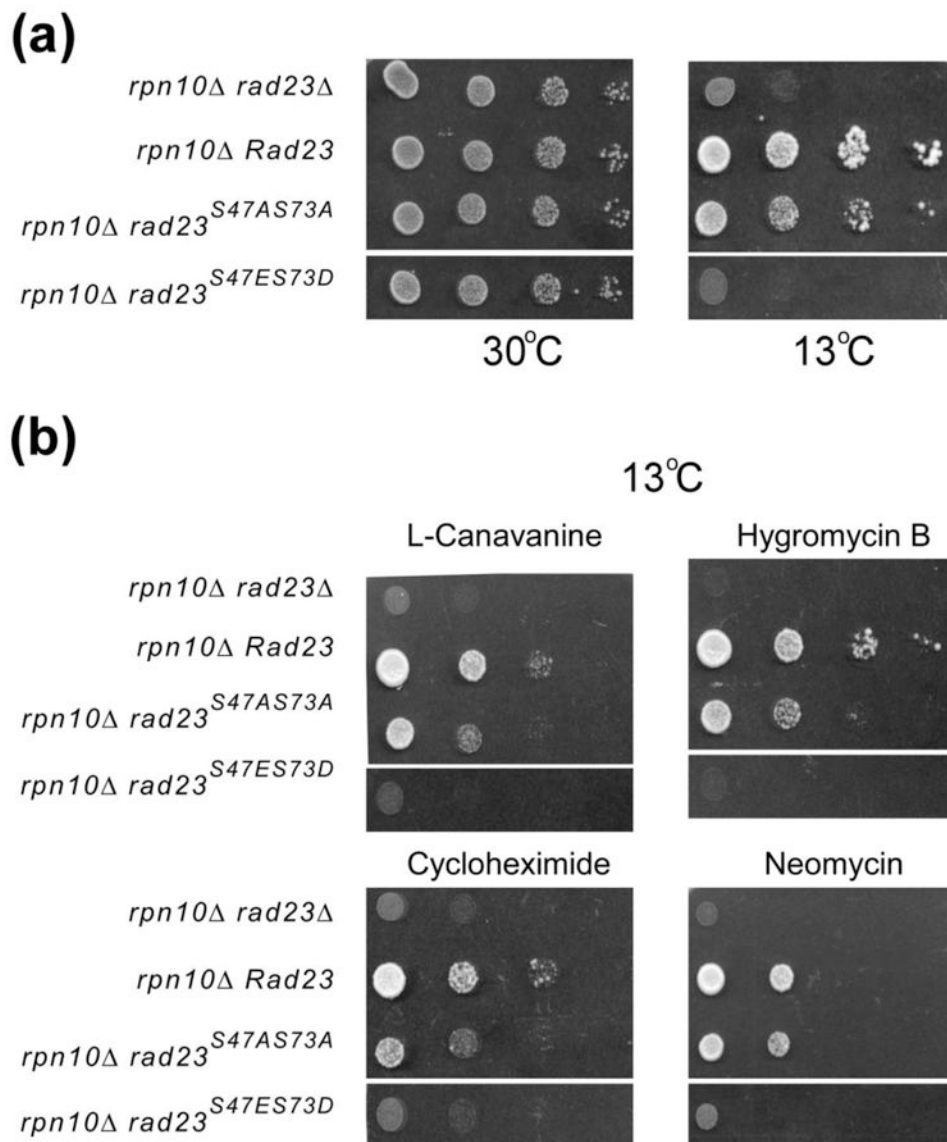 (a)
rpn10Δ rad23Δ
rpn10Δ Rad23
rpn10Δ rad23S47AS73A
rpn10Δ rad23S47ES73D
30°C 13°C
(b)
13°C
L-Canavanine Hygromycin B
rpn10Δ rad23Δ
rpn10Δ Rad23
rpn10Δ rad23S47AS73A
rpn10Δ rad23S47ES73D
Cycloheximide Neomycin
rpn10Δ rad23Δ
rpn10Δ Rad23
rpn10Δ rad23S47AS73A
rpn10Δ rad23S47ES73D